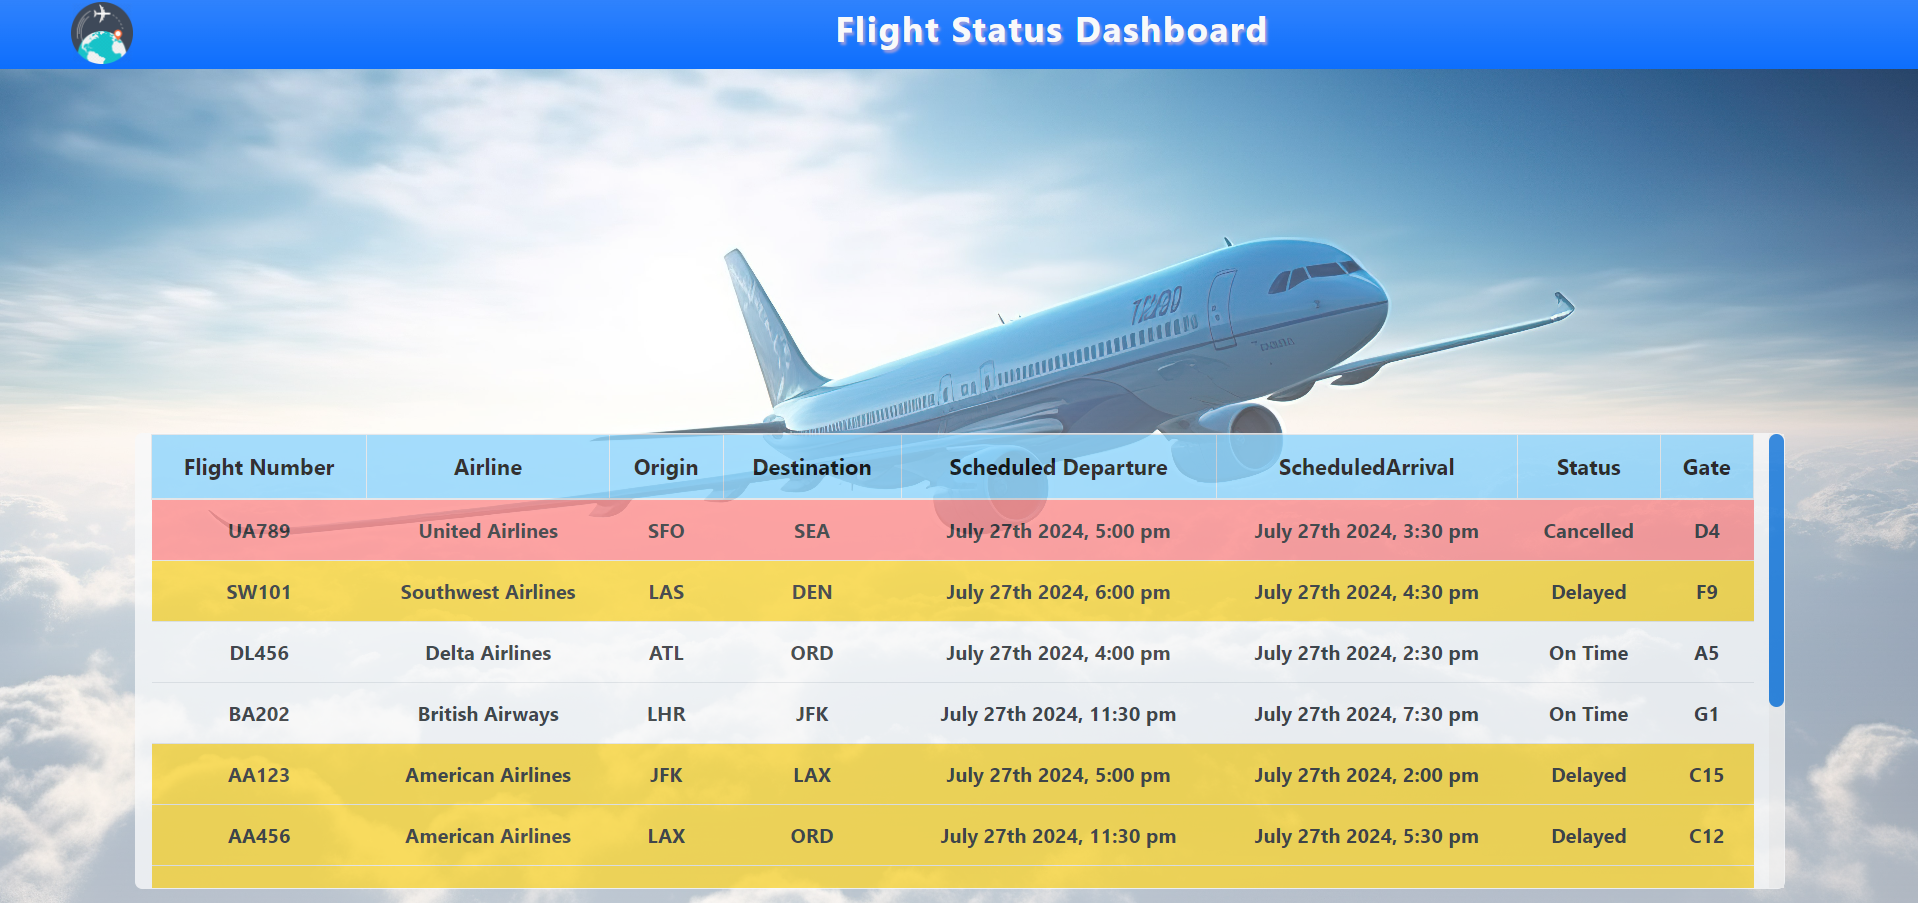 Flight Status Dashboard
Flight Number Airline Origin Destination Scheduled Departure ScheduledArrival Status Gate
UA789 United Airlines SFO SEA July 27th 2024, 5:00 pm July 27th 2024, 3:30 pm Cancelled D4
SW101 Southwest Airlines LAS DEN July 27th 2024, 6:00 pm July 27th 2024, 4:30 pm Delayed F9
DL456 Delta Airlines ATL ORD July 27th 2024, 4:00 pm July 27th 2024, 2:30 pm On Time A5
BA202 British Airways LHR JFK July 27th 2024, 11:30 pm July 27th 2024, 7:30 pm On Time G1
AA123 American Airlines JFK LAX July 27th 2024, 5:00 pm July 27th 2024, 2:00 pm Delayed C15
AA456 American Airlines LAX ORD July 27th 2024, 11:30 pm July 27th 2024, 5:30 pm Delayed C12